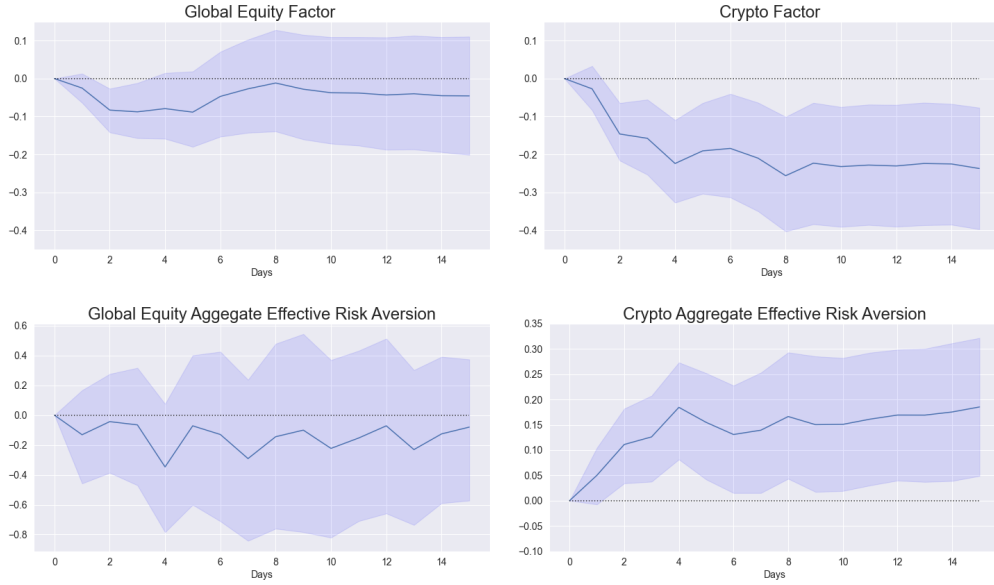 Global Equity Factor
0.1
0.0
−0.1
−0.2
−0.3
−0.4
0 2 4 6 8 10 12 14
Days
Crypto Factor
0.1
0.0
−0.1
−0.2
−0.3
−0.4
0 2 4 6 8 10 12 14
Days
Global Equity Aggegate Effective Risk Aversion
0.6
0.4
0.2
0.0
−0.2
−0.4
−0.6
−0.8
0 2 4 6 8 10 12 14
Days
Crypto Aggregate Effective Risk Aversion
0.35
0.30
0.25
0.20
0.15
0.10
0.05
0.00
−0.05
−0.10
0 2 4 6 8 10 12 14
Days